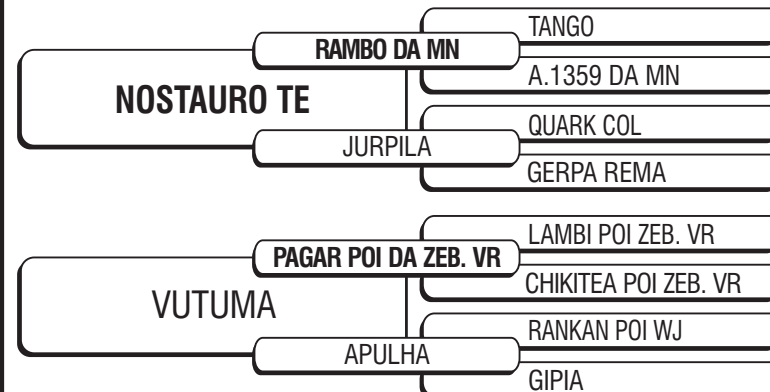 TANGO
RAMBO DA MN
A.1359 DA MN
NOSTAURO TE
QUARK COL
JURPILA
GERPA REMA
LAMBI POI ZEB. VR
PAGAR POI DA ZEB. VR
CHIKITEA POI ZEB. VR
VUTUMA
RANKAN POI WJ
APULHA
GIPIA